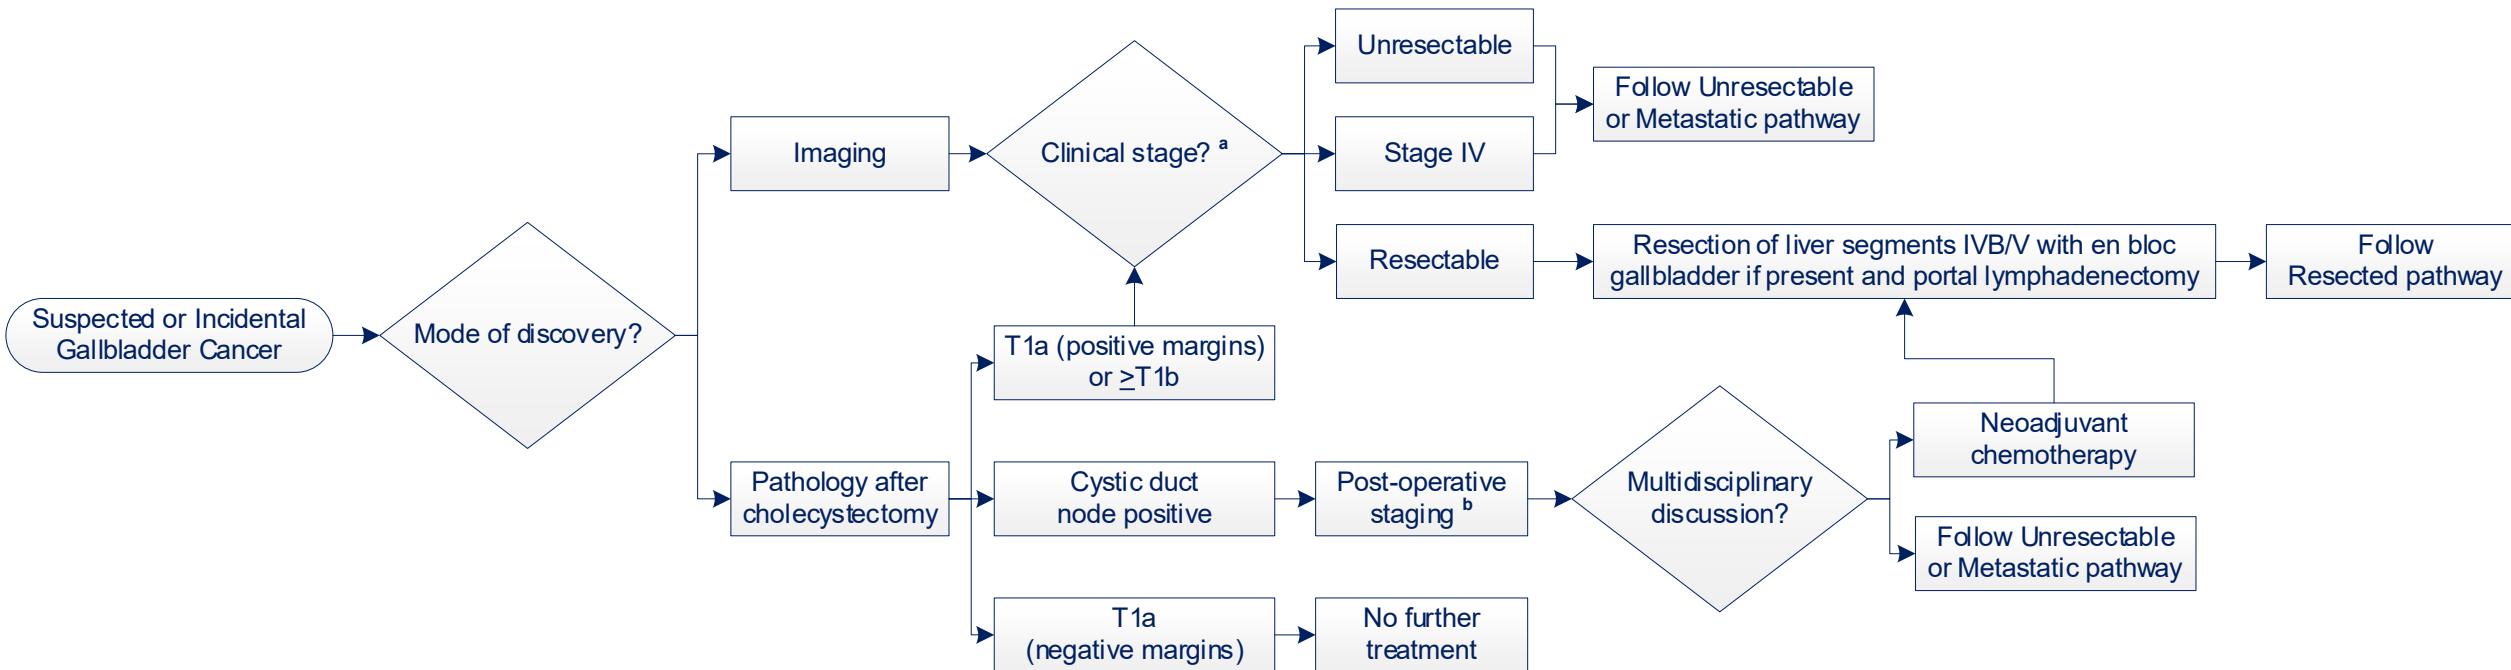 Suspected or Incidental
Gallbladder Cancer
Mode of discovery?
Imaging
Clinical stage? a
Unresectable
Stage IV
Follow Unresectable
or Metastatic pathway
Resectable
Resection of liver segments IVB/V with en bloc
gallbladder if present and portal lymphadenectomy
Follow
Resected pathway
Pathology after
cholecystectomy
T1a (positive margins)
or ≥T1b
Cystic duct
node positive
Post-operative
staging b
Multidisciplinary
discussion?
Neoadjuvant
chemotherapy
Follow Unresectable
or Metastatic pathway
T1a
(negative margins)
No further
treatment